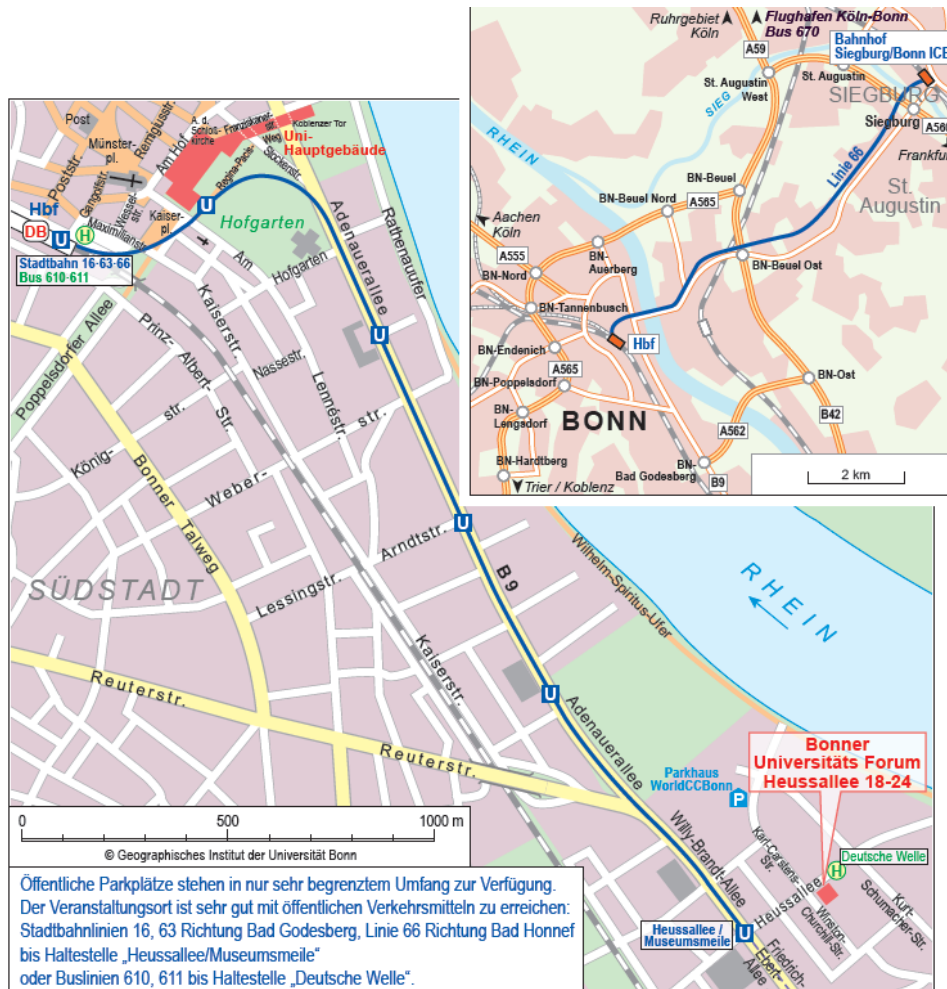 Ruhrgebiet
Köln
Flughafen Köln-Bonn
Bus 670
A59
Bahnhof
Siegburg/Bonn ICE
St. Augustin
West
St. Augustin
SIEG
SIEGBURG
Siegburg
A560
Frankfu
RHEIN
Linie 66
St.
Augustin
BN-Beuel
BN-Beuel Nord
A565
Aachen
Köln
A555
BN-Nord
BN-
Auerberg
BN-Beuel Ost
BN-Tannenbusch
Hbf
BN-Endenich
A565
BN-Poppelsdorf
BN-
Lengsdorf
BONN
BN-Ost
A562
B42
BN-Hardtberg
BN-
Bad Godesberg
B9
Trier / Koblenz
2 km
Post
Münster-
pl.
Remigiusstr.
Poststr.
Gangolfstr.
Am Hof
A. d.
Schloß-
kirche
Franziskanerstr.
Koblenzer Tor
Uni-
Hauptgebäude
Regina-Pacis-
Weg
Stockenstr.
Wessel-
str.
Kaiser-
pl.
Maximilianstr.
Hbf
DB
U
H
Stadtbahn 16-63-66
Bus 610-611
U
Hofgarten
Am
Hofgarten
Adenauerallee
Rathenauufer
Poppelsdorfer Allee
Prinz-
Albert-
Str.
Kaiserstr.
Nassestr.
Lennéstr.
U
König-
str.
Weber-
str.
Bonner Talweg
SÜDSTADT
Lessingstr.
Arndtstr.
U
B 9
Wilhelm-Spiritus-Ufer
RHEIN
Kaiserstr.
Reuterstr.
Reuterstr.
U
Adenauerallee
Bonner
Universitäts Forum
Heussallee 18-24
Parkhaus
WorldCCBonn
P
Willy-Brandt-Allee
Karl-Carstens-
Str.
Deutsche Welle
H
Heussallee
Kurt-
Schumacher-Str.
Winston-
Churchill-Str.
Heussallee /
Museumsmeile
U
Friedrich-
Ebert-
Allee
0 500 1000 m
© Geographisches Institut der Universität Bonn
Öffentliche Parkplätze stehen in nur sehr begrenztem Umfang zur Verfügung.
Der Veranstaltungsort ist sehr gut mit öffentlichen Verkehrsmitteln zu erreichen:
Stadtbahnlinien 16, 63 Richtung Bad Godesberg, Linie 66 Richtung Bad Honnef
bis Haltestelle „Heussallee/Museumsmeile“
oder Buslinien 610, 611 bis Haltestelle „Deutsche Welle“.